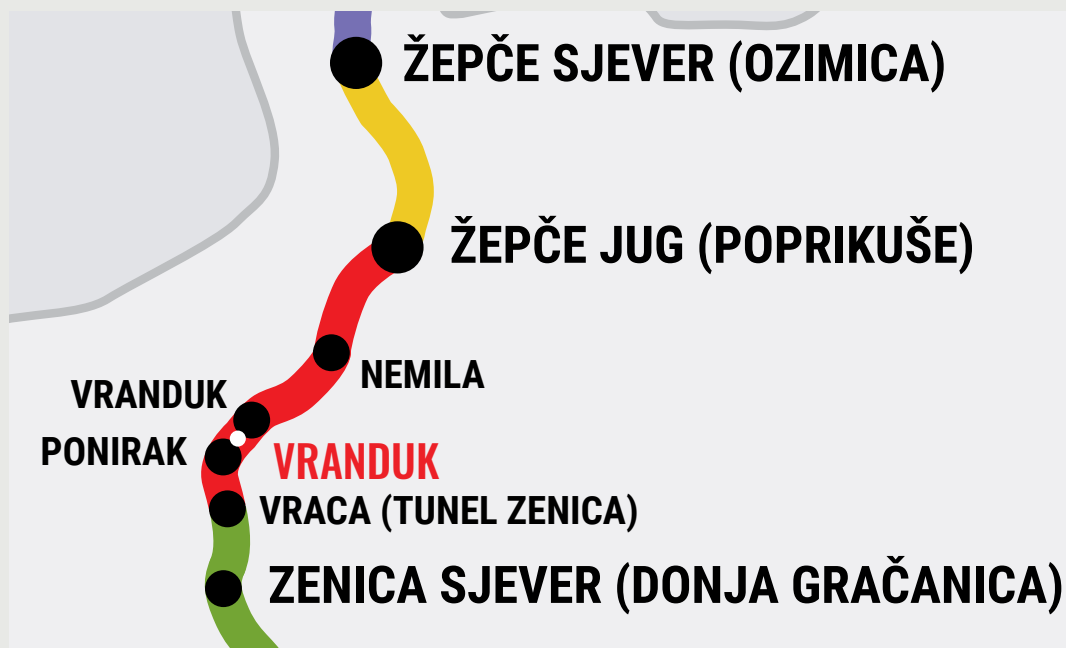 ŽEPČE SJEVER (OZIMICA)
ŽEPČE JUG (POPRIKUŠE)
NEMILA
VRANDUK
PONIRAK
VRANDUK
VRACA (TUNEL ZENICA)
ZENICA SJEVER (DONJA GRAČANICA)